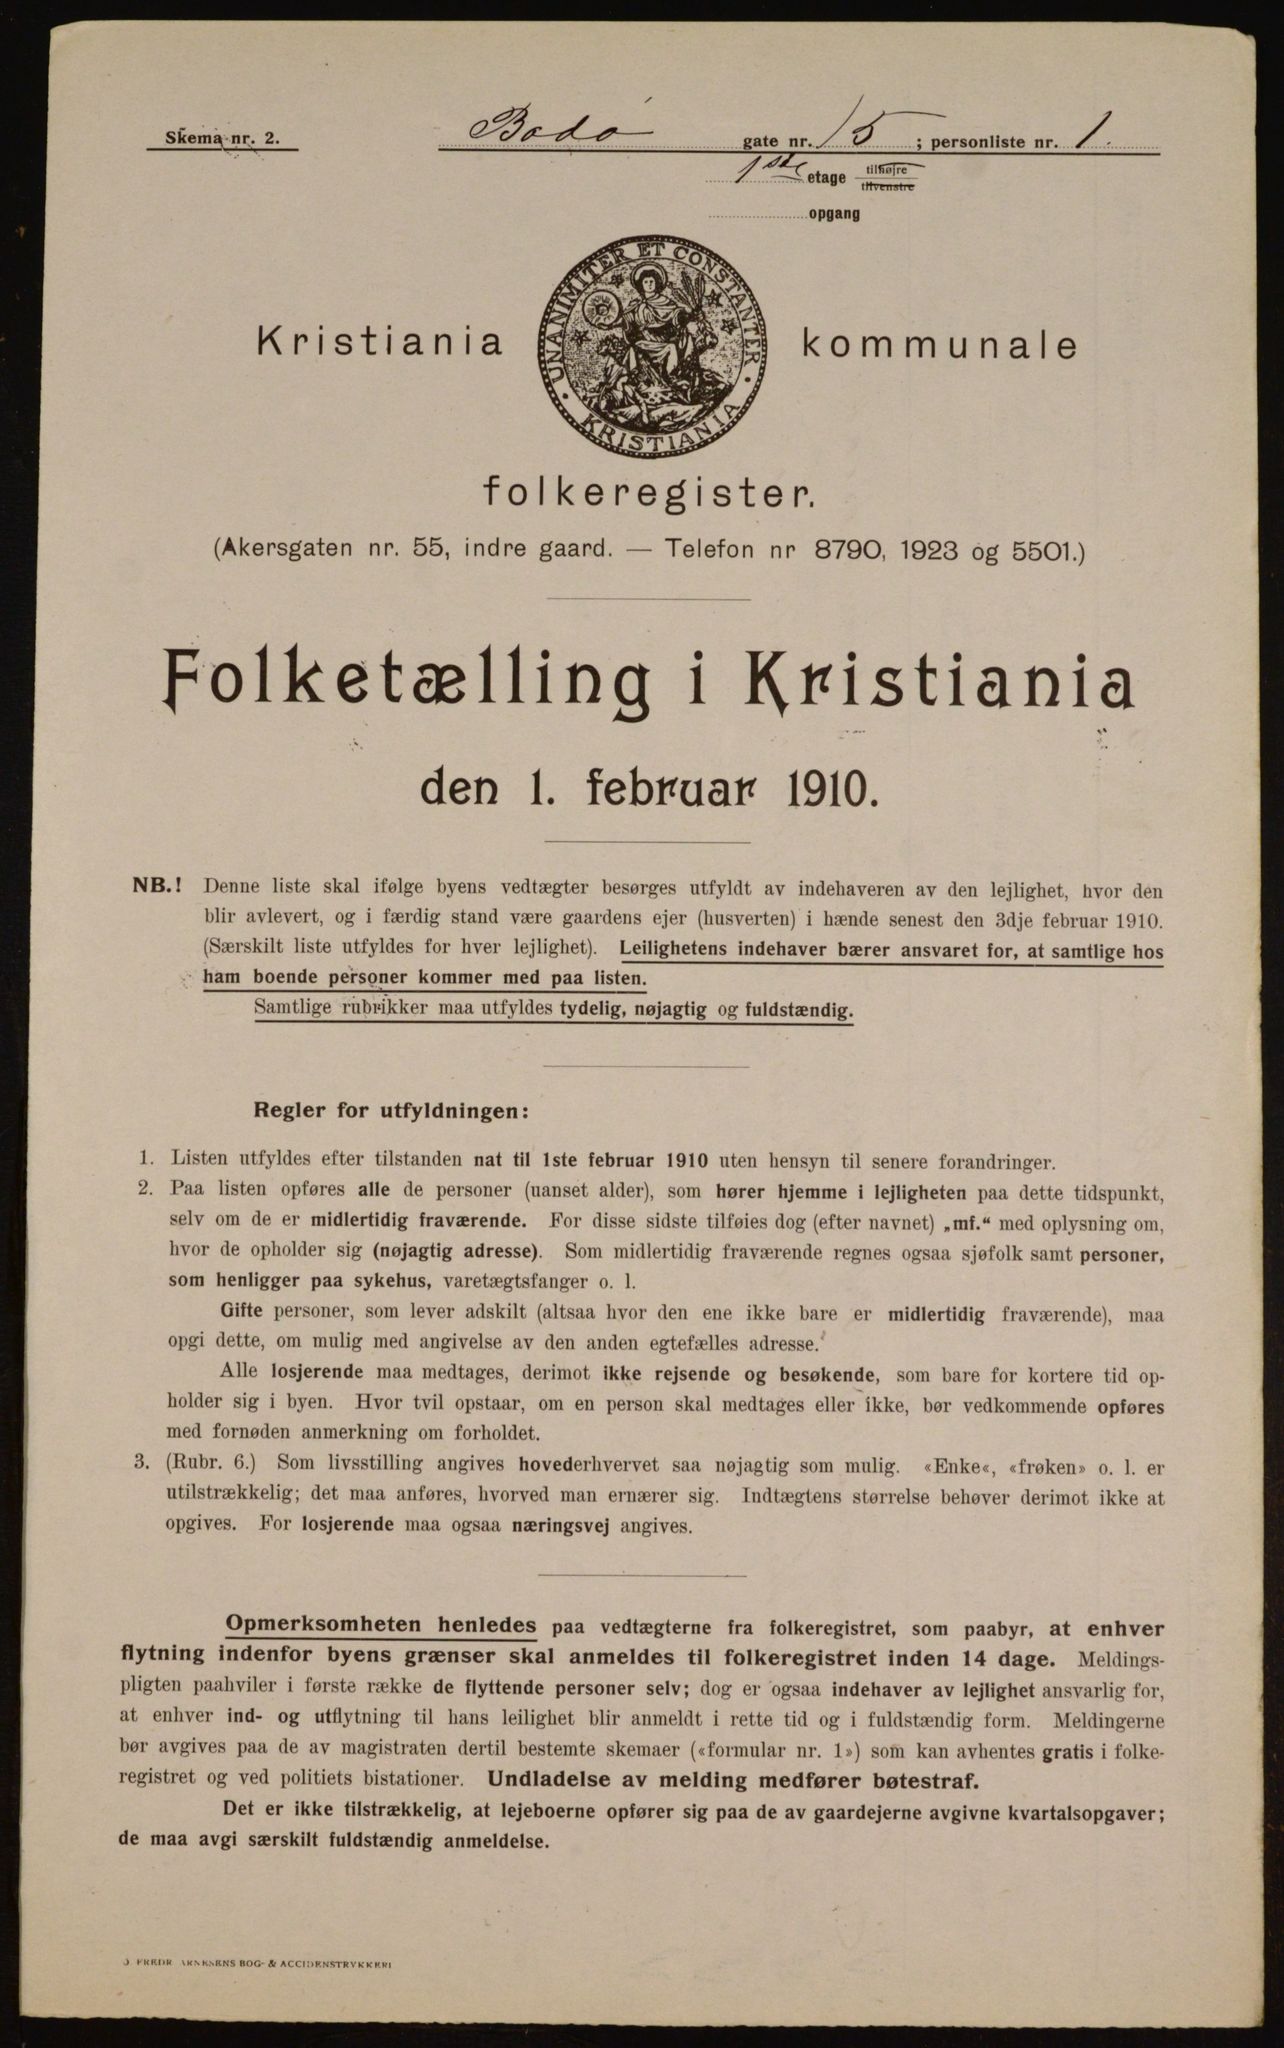 Skema nr. 2.
Bodø gate nr. 15 ; personliste nr. 1.
1ste etage tilhøjre
tilvenstre
opgang
UNANIMITER ET CONSTANTER
KRISTIANIA
Kristiania kommunale
folkeregister.
(Akersgaten nr. 55, indre gaard. — Telefon nr 8790, 1923 og 5501.)
Folketælling i Kristiania
den 1. februar 1910.
NB.! Denne liste skal ifølge byens vedtægter besørges utfyldt av indehaveren av den lejlighet, hvor den
blir avlevert, og i færdig stand være gaardens ejer (husverten) i hænde senest den 3dje februar 1910.
(Særskilt liste utfyldes for hver lejlighet). Leilighetens indehaver bærer ansvaret for, at samtlige hos
ham boende personer kommer med paa listen.
Samtlige rubrikker maa utfyldes tydelig, nøjagtig og fuldstændig.
Regler for utfyldningen:
1. Listen utfyldes efter tilstanden nat til 1ste februar 1910 uten hensyn til senere forandringer.
2. Paa listen opføres alle de personer (uanset alder), som hører hjemme i lejligheten paa dette tidspunkt,
selv om de er midlertidig fraværende. For disse sidste tilføies dog (efter navnet) „mf.“ med oplysning om,
hvor de opholder sig (nøjagtig adresse). Som midlertidig fraværende regnes ogsaa sjøfolk samt personer,
som henligger paa sykehus, varetægtsfanger o. l.
Gifte personer, som lever adskilt (altsaa hvor den ene ikke bare er midlertidig fraværende), maa
opgi dette, om mulig med angivelse av den anden egtefælles adresse.
Alle losjerende maa medtages, derimot ikke rejsende og besøkende, som bare for kortere tid op-
holder sig i byen. Hvor tvil opstaar, om en person skal medtages eller ikke, bør vedkommende opføres
med fornøden anmerkning om forholdet.
3. (Rubr. 6.) Som livsstilling angives hovederhvervet saa nøjagtig som mulig. «Enke«, «frøken» o. l. er
utilstrækkelig; det maa anføres, hvorved man ernærer sig. Indtægtens størrelse behøver derimot ikke at
opgives. For losjerende maa ogsaa næringsvej angives.
Opmerksomheten henledes paa vedtægterne fra folkeregistret, som paabyr, at enhver
flytning indenfor byens grænser skal anmeldes til folkeregistret inden 14 dage. Meldings-
pligten paahviler i første række de flyttende personer selv; dog er ogsaa indehaver av lejlighet ansvarlig for,
at enhver ind- og utflytning til hans leilighet blir anmeldt i rette tid og i fuldstændig form. Meldingerne
bør avgives paa de av magistraten dertil bestemte skemaer («formular nr. 1») som kan avhentes gratis i folke-
registret og ved politiets bistationer. Undladelse av melding medfører bøtestraf.
Det er ikke tilstrækkelig, at lejeboerne opfører sig paa de av gaardejerne avgivne kvartalsopgaver;
de maa avgi særskilt fuldstændig anmeldelse.
FREDR ARNESENS BOG- & ACCIDENSTRYKKERI